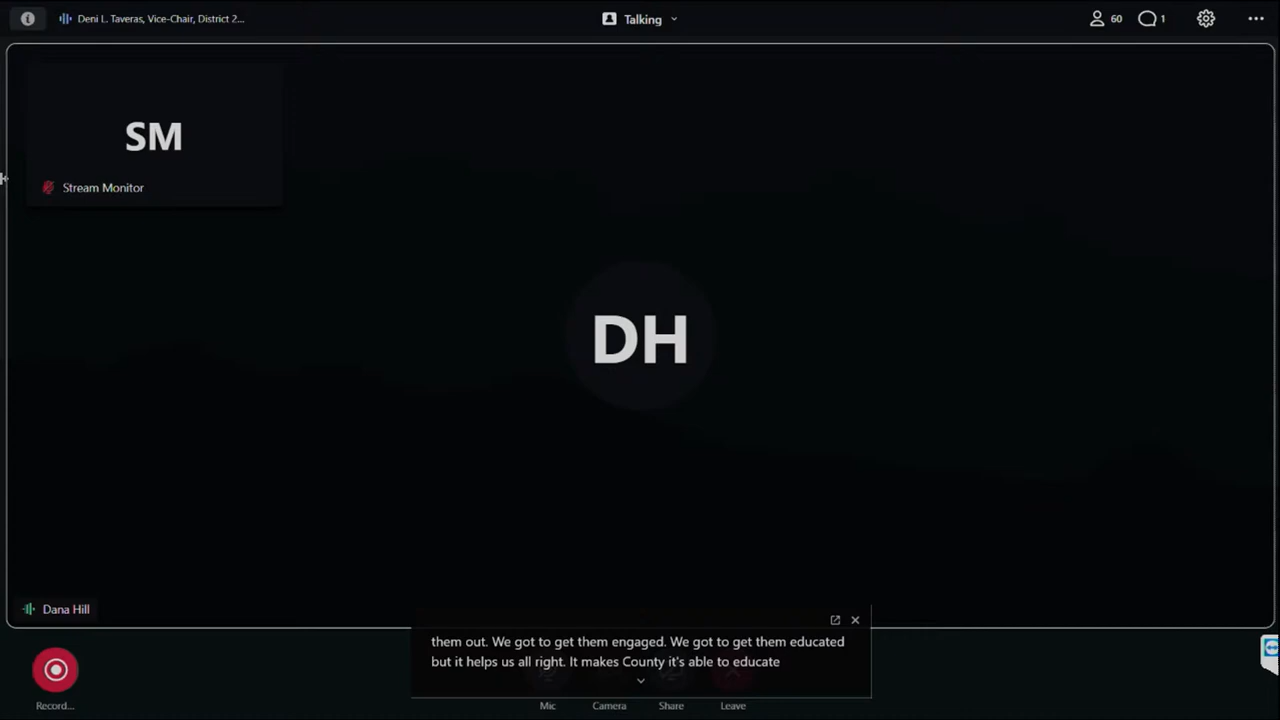 Deni L. Taveras, Vice-Chair, District 2...
Talking
60
1
SM
Stream Monitor
DH
Dana Hill
them out. We got to get them engaged. We got to get them educated
but it helps us all right. It makes County it's able to educate
Record...
Mic
Camera
Share
Leave